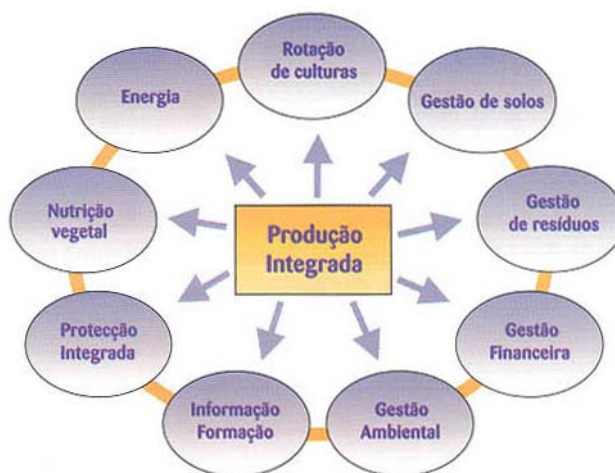 Rotação
de culturas
Gestão de solos
Gestão
de resíduos
Gestão
Financeira
Gestão
Ambiental
Informação
Formação
Protecção
Integrada
Nutrição
vegetal
Energia
Produção
Integrada